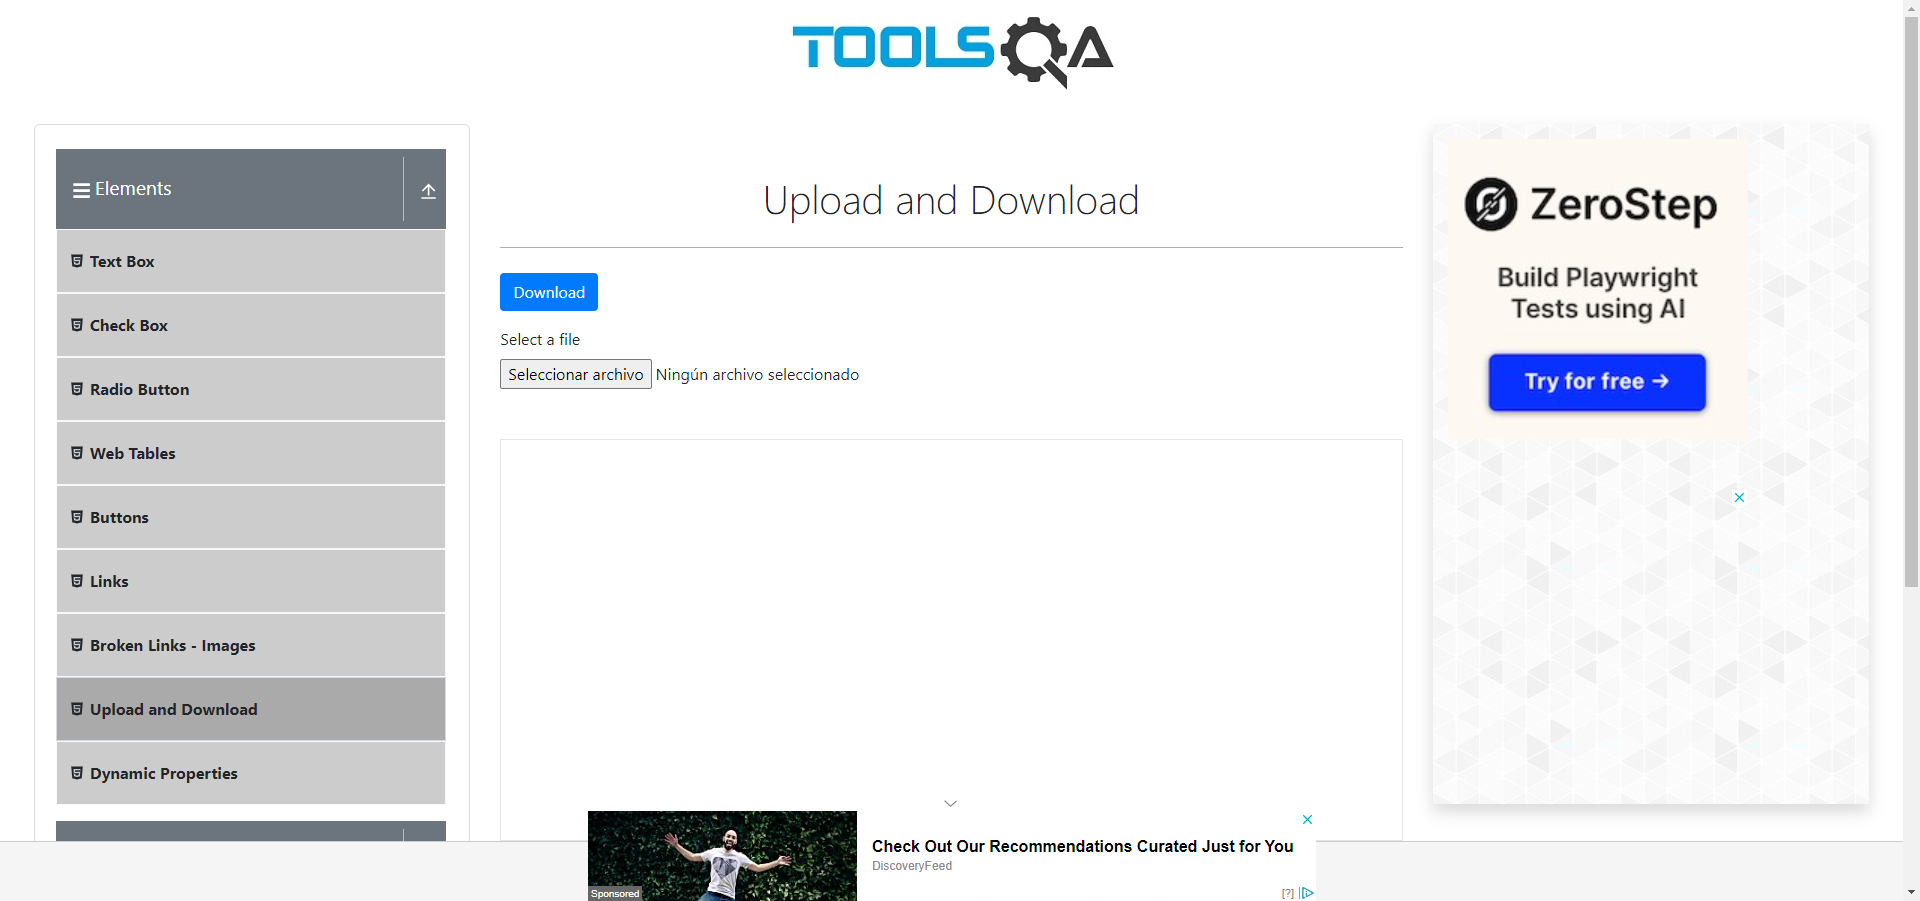 TOOLSQA
Elements
Text Box
Check Box
Radio Button
Web Tables
Buttons
Links
Broken Links - Images
Upload and Download
Dynamic Properties
Upload and Download
Download
Select a file
Seleccionar archivo Ningún archivo seleccionado
ZeroStep
Build Playwright
Tests using AI
Try for free →
Check Out Our Recommendations Curated Just for You
DiscoveryFeed
Sponsored
[?]